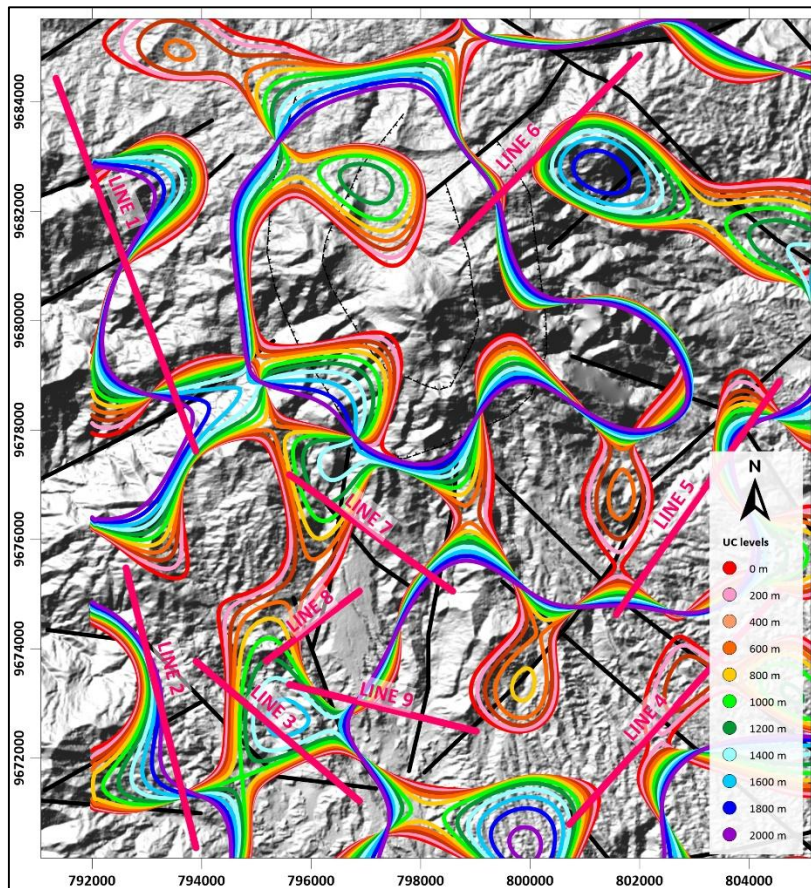 9684000
9682000
9680000
9678000
9676000
9674000
9672000
LINE 6
LINE 1
LINE 7
LINE 5
LINE 8
LINE 2
LINE 3
LINE 9
LINE 4
N
UC levels
0 m
200 m
400 m
600 m
800 m
1000 m
1200 m
1400 m
1600 m
1800 m
2000 m
792000 794000 796000 798000 800000 802000 804000